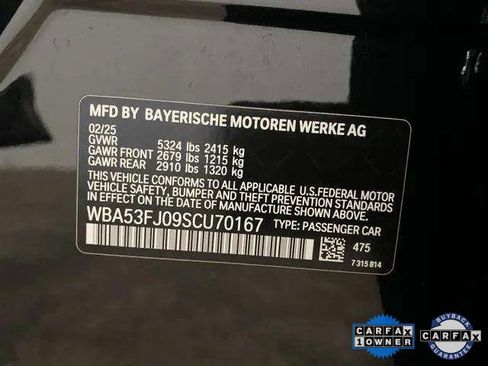 MFD BY BAYERISCHE MOTOREN WERKE AG
02/25
GVWR 5324 lbs 2415 kg
GAWR FRONT 2679 lbs 1215 kg
GAWR REAR 2910 lbs 1320 kg
THIS VEHICLE CONFORMS TO ALL APPLICABLE U.S. FEDERAL MOTOR
VEHICLE SAFETY, BUMPER AND THEFT PREVENTION STANDARDS IN
EFFECT ON THE DATE OF MANUFACTURE SHOWN ABOVE.
WBA53FJ09SCU70167 TYPE: PASSENGER CAR
475
7 315 814
CARFAX
1 OWNER
BUYBACK
CARFAX
GUARANTEE